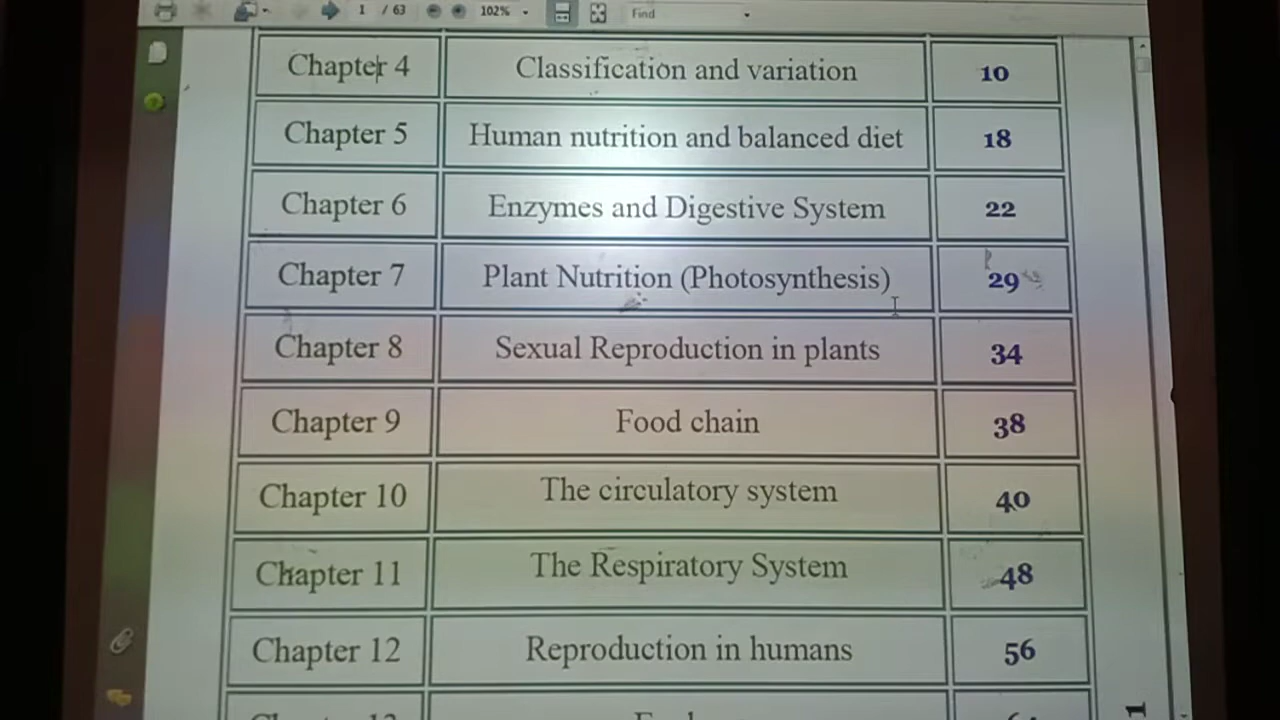 1 / 63 102% Find
Chapter 4 Classification and variation 10
Chapter 5 Human nutrition and balanced diet 18
Chapter 6 Enzymes and Digestive System 22
Chapter 7 Plant Nutrition (Photosynthesis) 29
Chapter 8 Sexual Reproduction in plants 34
Chapter 9 Food chain 38
Chapter 10 The circulatory system 40
Chapter 11 The Respiratory System 48
Chapter 12 Reproduction in humans 56
1